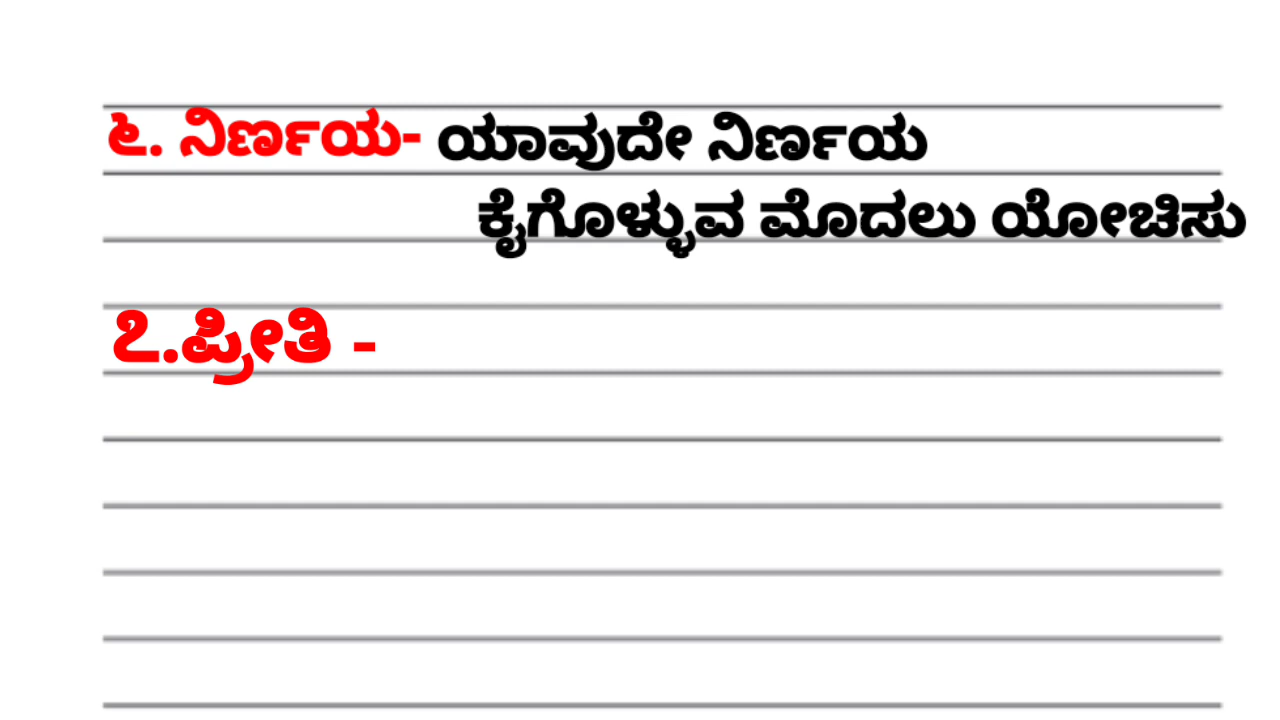 ೬. ನಿರ್ಣಯ- ಯಾವುದೇ ನಿರ್ಣಯ
ಕೈಗೊಳ್ಳುವ ಮೊದಲು ಯೋಚಿಸು
೭.ಪ್ರೀತಿ -